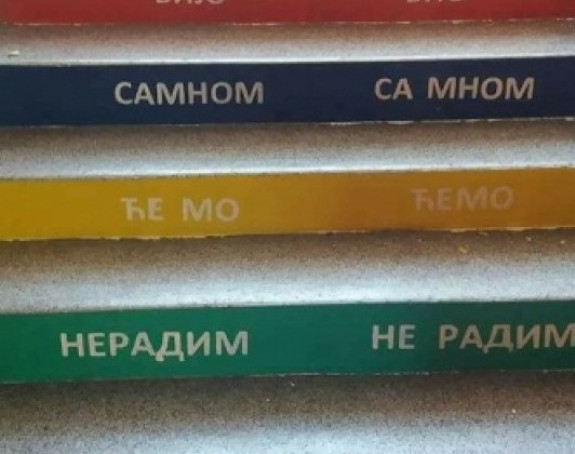 САМНОМ СА МНОМ
ЋЕ МО ЋЕМО
НЕРАДИМ НЕ РАДИМ